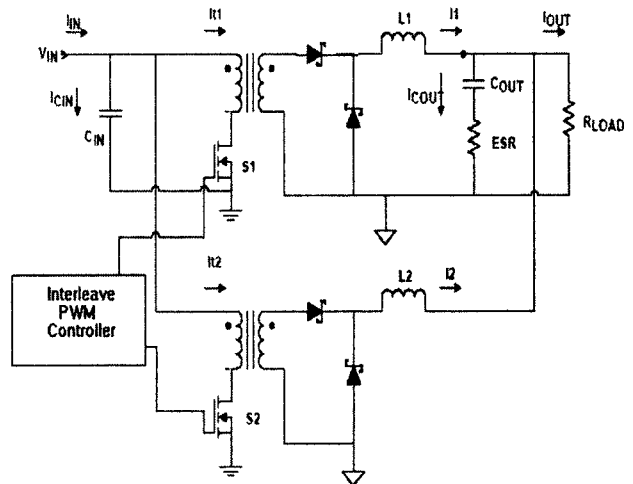 IIN
It1
L1
I1
IOUT
VIN
ICIN
CIN
ICOUT
COUT
ESR
RLOAD
S1
It2
L2
I2
Interleave
PWM
Controller
S2